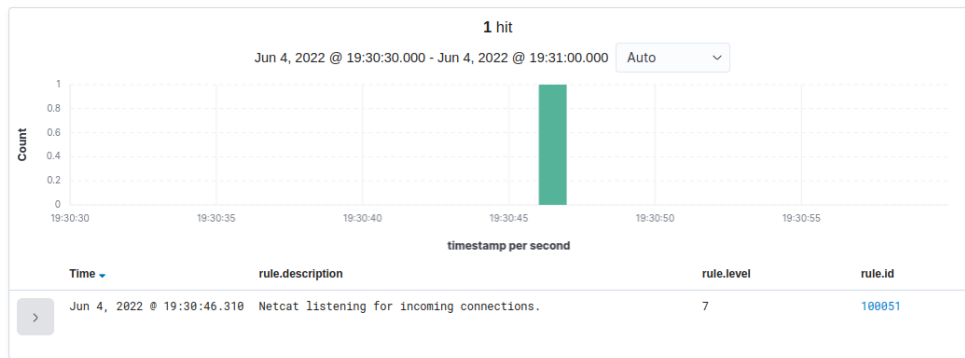 1 hit
Jun 4, 2022 @ 19:30:30.000 - Jun 4, 2022 @ 19:31:00.000 Auto
Count
1
0.8
0.6
0.4
0.2
0
19:30:30 19:30:35 19:30:40 19:30:45 19:30:50 19:30:55
timestamp per second
Time rule.description rule.level rule.id
Jun 4, 2022 @ 19:30:46.310 Netcat listening for incoming connections. 7 100051